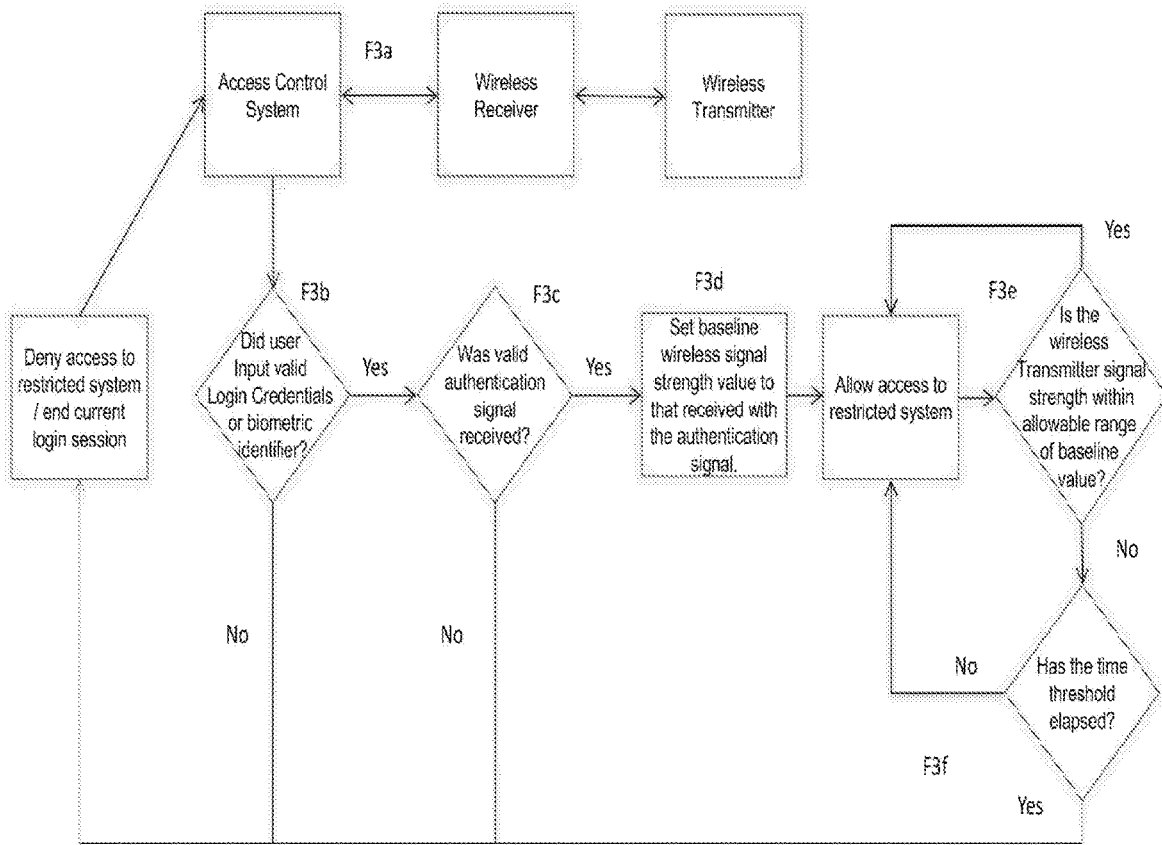 F3a
Access Control
System
Wireless
Receiver
Wireless
Transmitter
Yes
F3b
F3c
F3d
F3e
Deny access to
restricted system
/ end current
login session
Did user
Input valid
Login Credentials
or biometric
identifier?
Yes
Was valid
authentication
signal
received?
Yes
Set baseline
wireless signal
strength value to
that received with
the authentication
signal.
Allow access to
restricted system
Is the
wireless
Transmitter signal
strength within
allowable range
of baseline
value?
No
No
No
No
Has the time
threshold
elapsed?
F3f
Yes